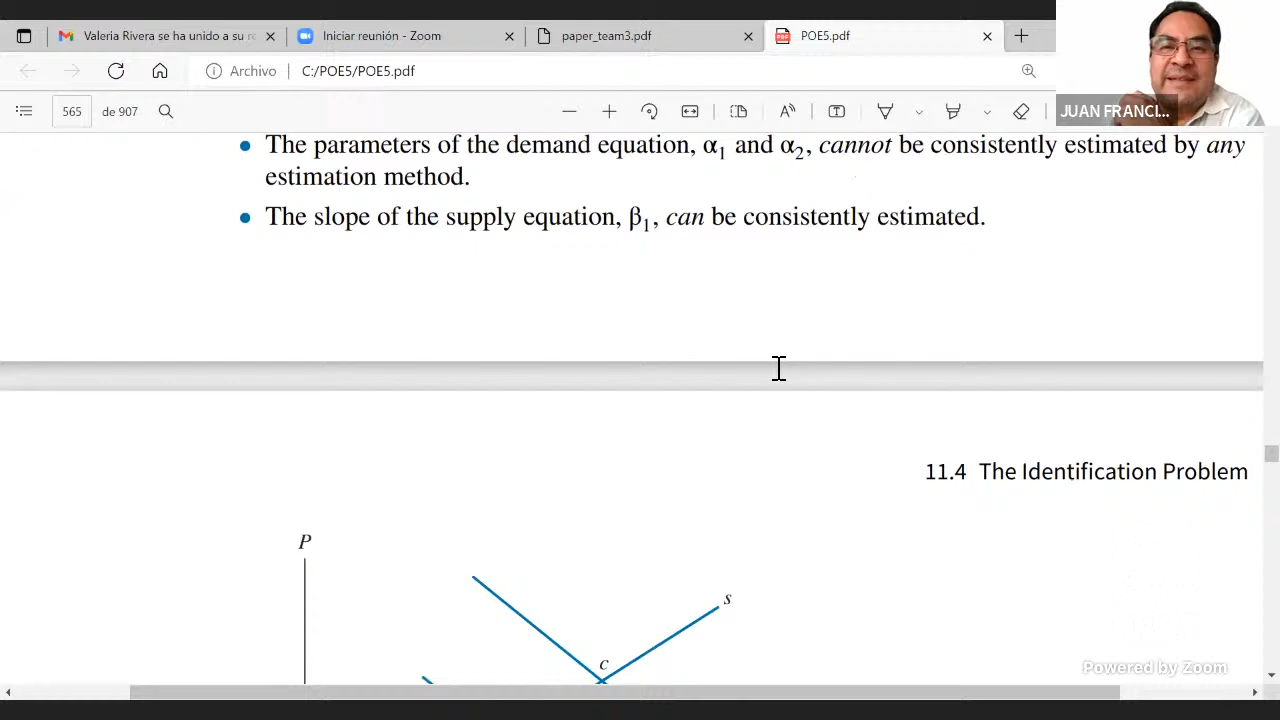 Valeria Rivera se ha unido a su re
Iniciar reunión - Zoom
paper_team3.pdf
POE5.pdf
Archivo
C:/POE5/POE5.pdf
565 de 907
JUAN FRANCI...
The parameters of the demand equation, α1 and α2, cannot be consistently estimated by any
estimation method.
The slope of the supply equation, β1, can be consistently estimated.
11.4 The Identification Problem
P
s
c
Powered by Zoom